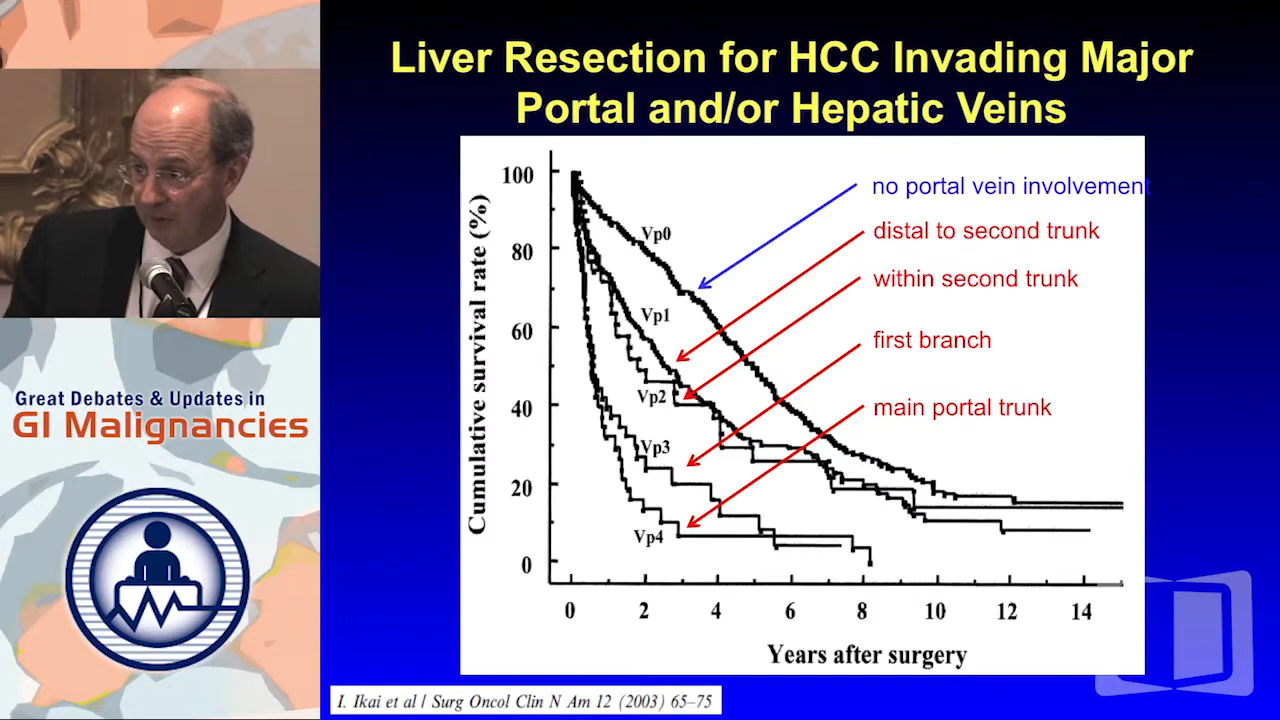 Liver Resection for HCC Invading Major
Portal and/or Hepatic Veins
Great Debates & Updates in
GI Malignancies
Cumulative survival rate (%)
100
80
60
40
20
0
Vp0
Vp1
Vp2
Vp3
Vp4
no portal vein involvement
distal to second trunk
within second trunk
first branch
main portal trunk
0 2 4 6 8 10 12 14
Years after surgery
I. Ikai et al / Surg Oncol Clin N Am 12 (2003) 65–75